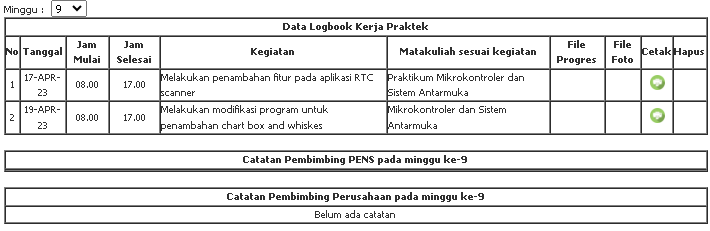 Minggu : 9
Data Logbook Kerja Praktek
No Tanggal Jam Mulai Jam Selesai Kegiatan Matakuliah sesuai kegiatan File Progres File Foto Cetak Hapus
1 17-APR-23 08.00 17.00 Melakukan penambahan fitur pada aplikasi RTC scanner Praktikum Mikrokontroler dan Sistem Antarmuka
2 19-APR-23 08.00 17.00 Melakukan modifikasi program untuk penambahan chart box and whiskes Mikrokontroler dan Sistem Antarmuka
Catatan Pembimbing PENS pada minggu ke-9
Catatan Pembimbing Perusahaan pada minggu ke-9
Belum ada catatan